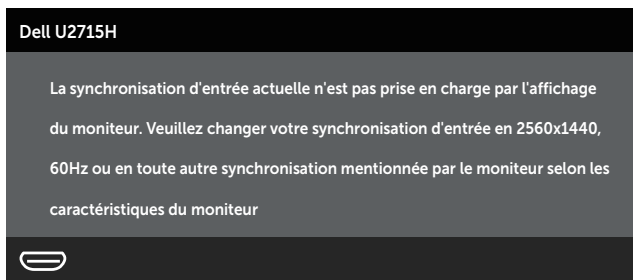 Dell U2715H
La synchronisation d'entrée actuelle n'est pas prise en charge par l'affichage
du moniteur. Veuillez changer votre synchronisation d'entrée en 2560x1440,
60Hz ou en toute autre synchronisation mentionnée par le moniteur selon les
caractéristiques du moniteur